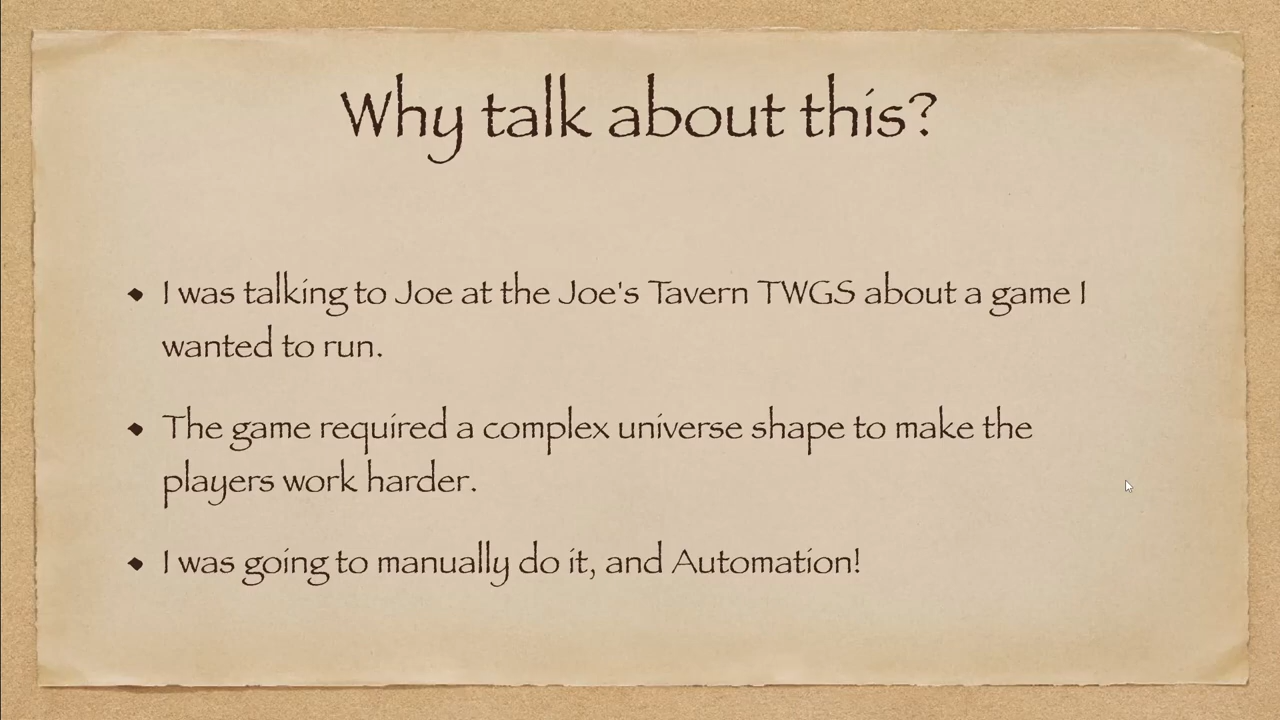 Why talk about this?
I was talking to Joe at the Joe's Tavern TWGS about a game I
wanted to run.
The game required a complex universe shape to make the
players work harder.
I was going to manually do it, and Automation!